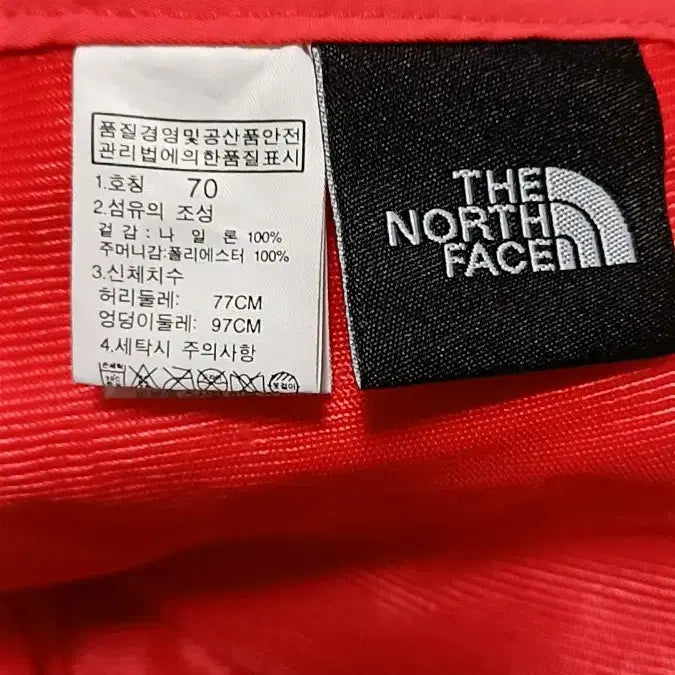 품질경영및공산품안전
관리법에의한품질표시
1.호칭 70
2.섬유의 조성
겉 감 : 나 일 론 100%
주머니감:폴리에스터 100%
3.신체치수
허리둘레: 77CM
엉덩이둘레: 97CM
4.세탁시 주의사항
THE
NORTH
FACE